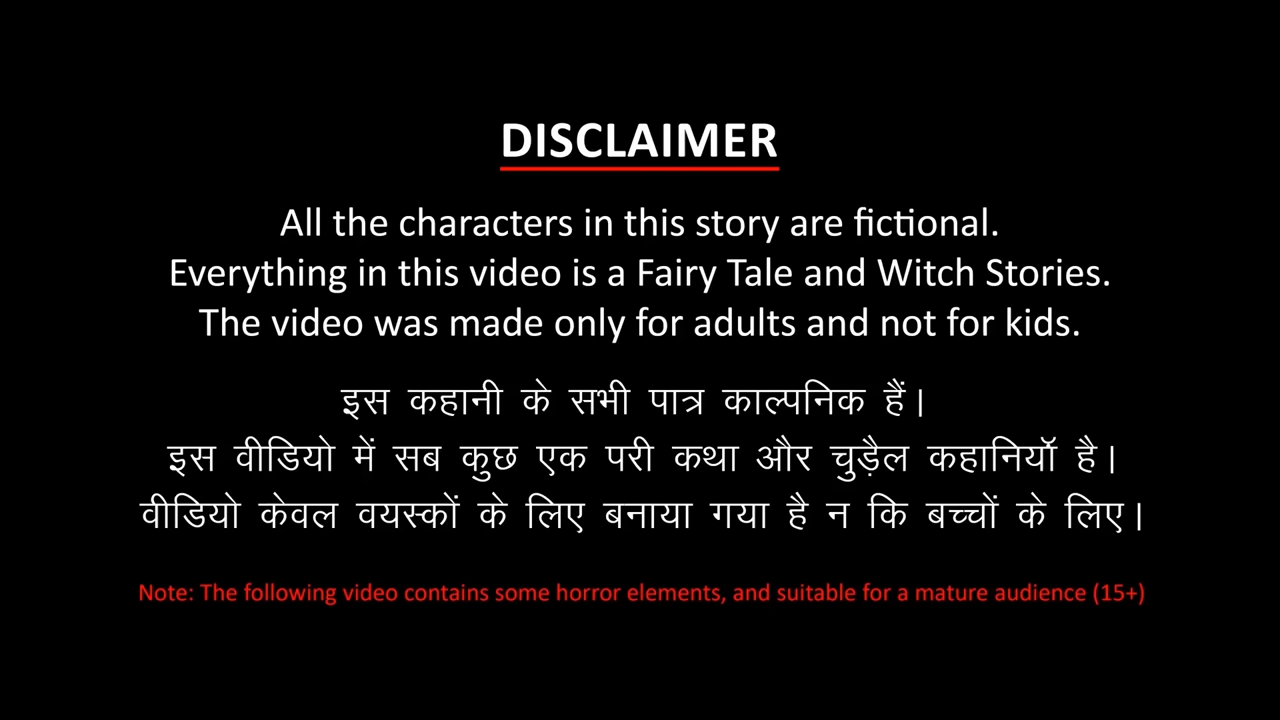 DISCLAIMER
All the characters in this story are fictional.
Everything in this video is a Fairy Tale and Witch Stories.
The video was made only for adults and not for kids.
इस कहानी के सभी पात्र काल्पनिक हैं।
इस वीडियो में सब कुछ एक परी कथा और चुड़ैल कहानियॉ है।
वीडियो केवल वयस्कों के लिए बनाया गया है न कि बच्चों के लिए।
Note: The following video contains some horror elements, and suitable for a mature audience (15+)